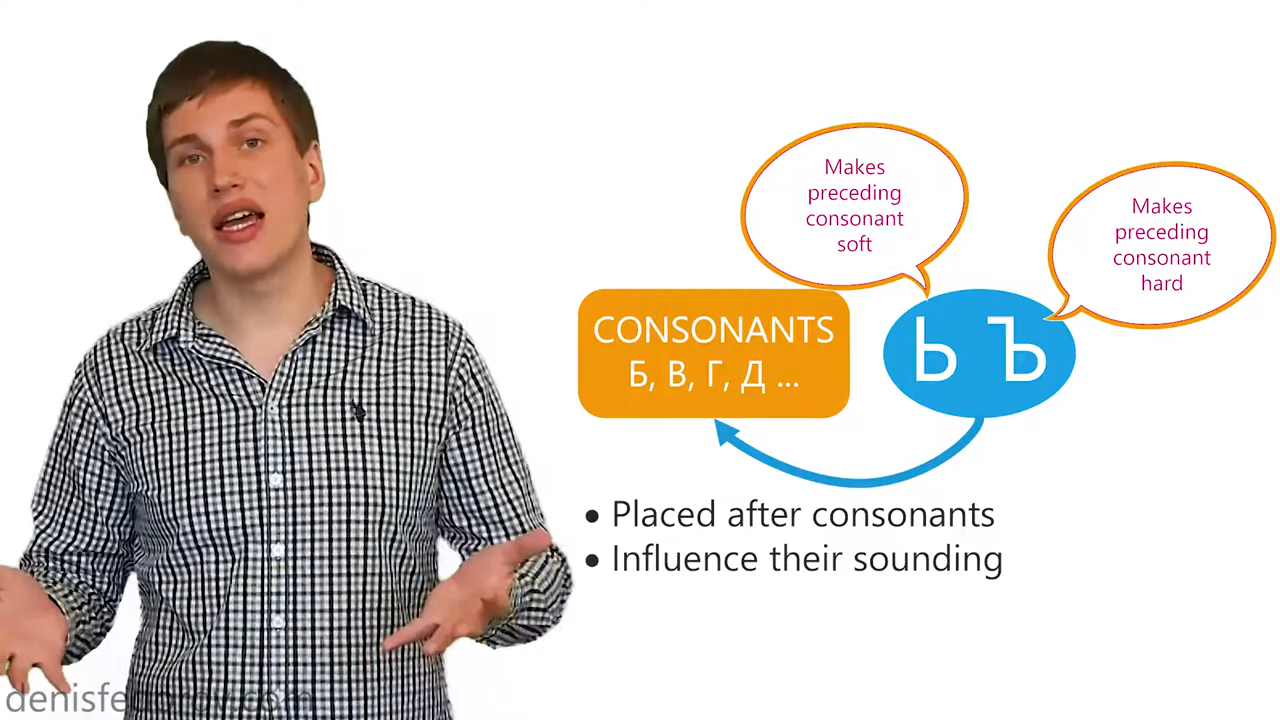 Makes
preceding
consonant
soft
Makes
preceding
consonant
hard
CONSONANTS
Б, В, Г, Д ...
Ь Ъ
• Placed after consonants
• Influence their sounding